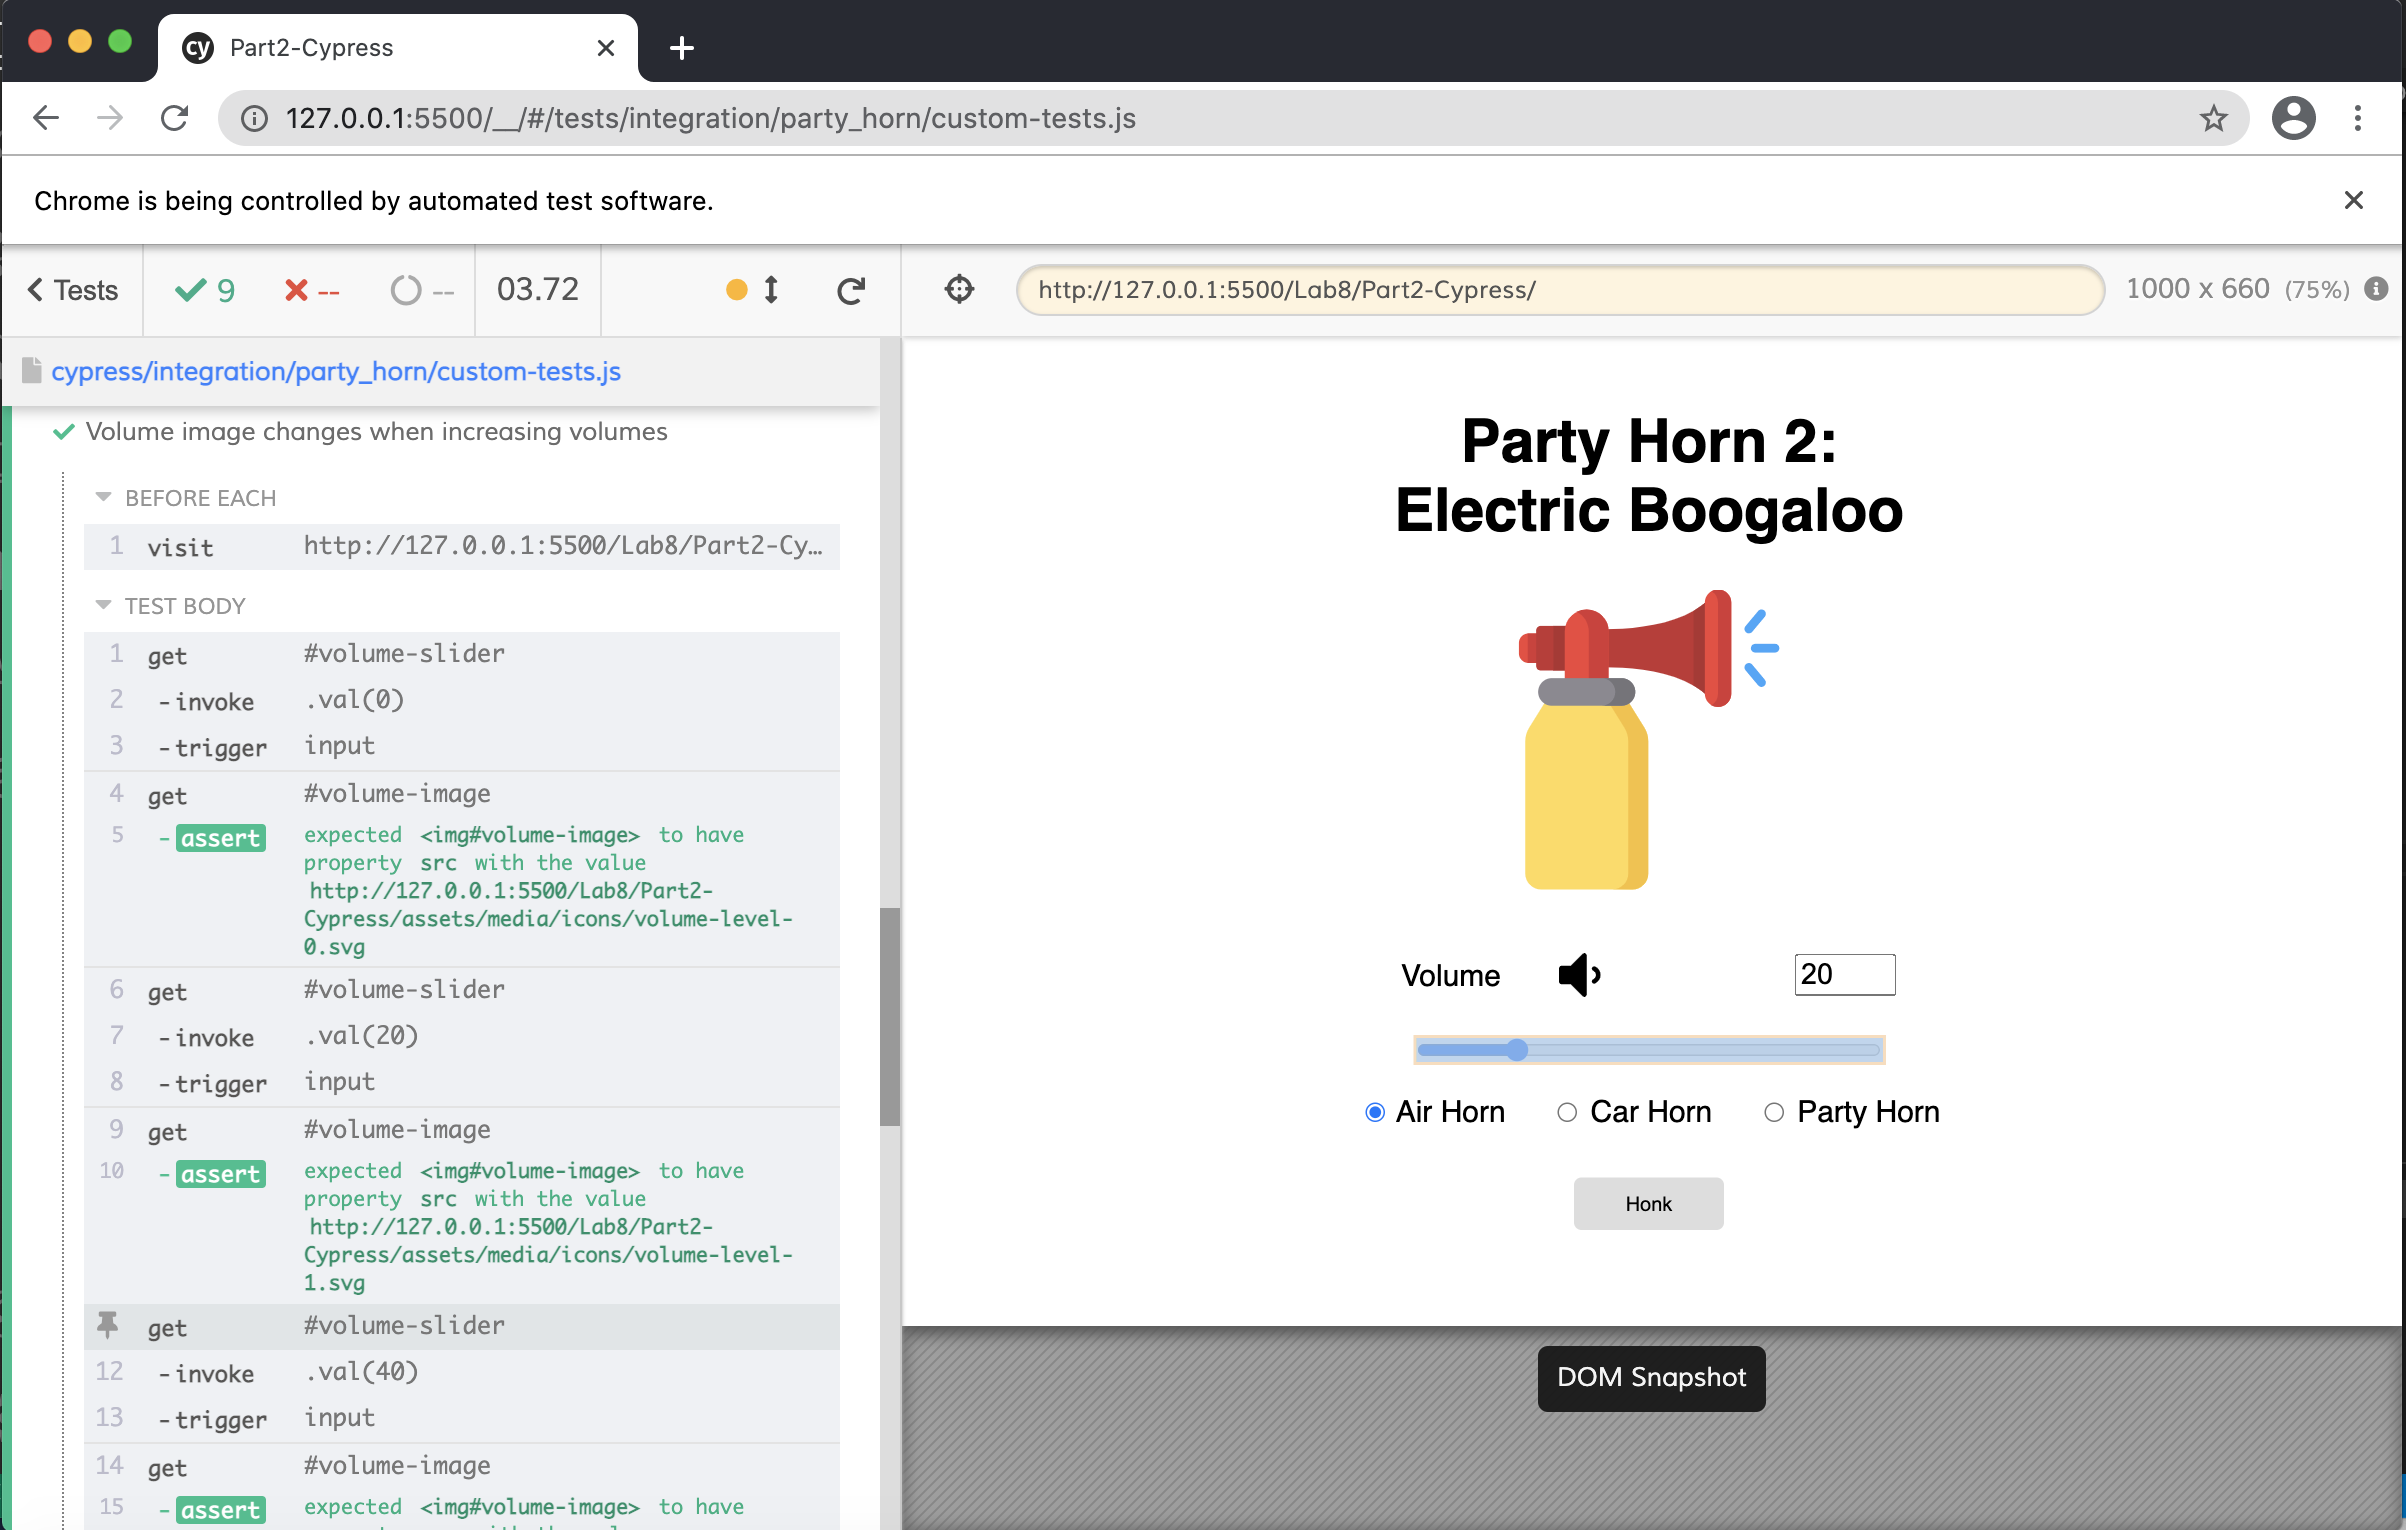 cy Part2-Cypress
127.0.0.1:5500/__/#/tests/integration/party_horn/custom-tests.js
Chrome is being controlled by automated test software.
Tests 9 -- -- 03.72
http://127.0.0.1:5500/Lab8/Part2-Cypress/ 1000 x 660 (75%)
cypress/integration/party_horn/custom-tests.js
Volume image changes when increasing volumes
BEFORE EACH
1 visit http://127.0.0.1:5500/Lab8/Part2-Cy…
TEST BODY
1 get #volume-slider
2 -invoke .val(0)
3 -trigger input
4 get #volume-image
5 -assert expected <img#volume-image> to have
property src with the value
http://127.0.0.1:5500/Lab8/Part2-
Cypress/assets/media/icons/volume-level-
0.svg
6 get #volume-slider
7 -invoke .val(20)
8 -trigger input
9 get #volume-image
10 -assert expected <img#volume-image> to have
property src with the value
http://127.0.0.1:5500/Lab8/Part2-
Cypress/assets/media/icons/volume-level-
1.svg
get #volume-slider
12 -invoke .val(40)
13 -trigger input
14 get #volume-image
15 -assert expected <img#volume-image> to have
Party Horn 2:
Electric Boogaloo
Volume 20
Air Horn Car Horn Party Horn
Honk
DOM Snapshot